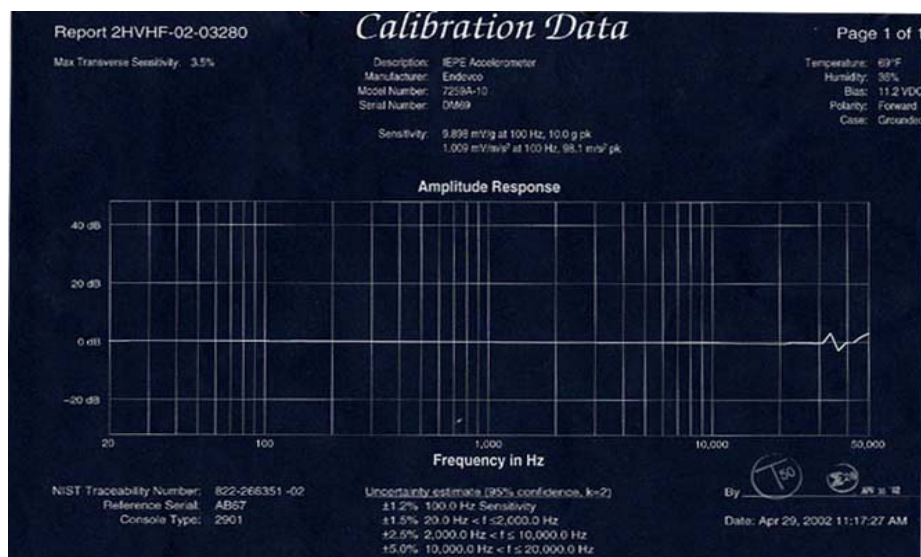 Report 2HVHF-02-03280
Calibration Data
Page 1 of 1
Max Transverse Sensitivity: 3.5%
Description: IEPE Accelerometer
Manufacturer: Endevco
Model Number: 7259A-10
Serial Number: DM69
Temperature: 69°F
Humidity: 36%
Bias: 11.2 VDC
Polarity: Forward
Case: Grounded
Sensitivity: 9.898 mV/g at 100 Hz, 10.0 g pk
1.009 mV/m/s² at 100 Hz, 98.1 m/s² pk
Amplitude Response
40 dB
20 dB
0 dB
-20 dB
20 100 1,000 10,000 50,000
Frequency in Hz
NIST Traceability Number: 822-266351 -02
Reference Serial: AB67
Console Type: 2901
Uncertainty estimate (95% confidence, k=2)
±1.2% 100.0 Hz Sensitivity
±1.5% 20.0 Hz < f ≤2,000.0 Hz
±2.5% 2,000.0 Hz < f ≤ 10,000.0 Hz
±5.0% 10,000.0 Hz < f ≤ 20,000.0 Hz
By
T50
Date: Apr 29, 2002 11:17:27 AM